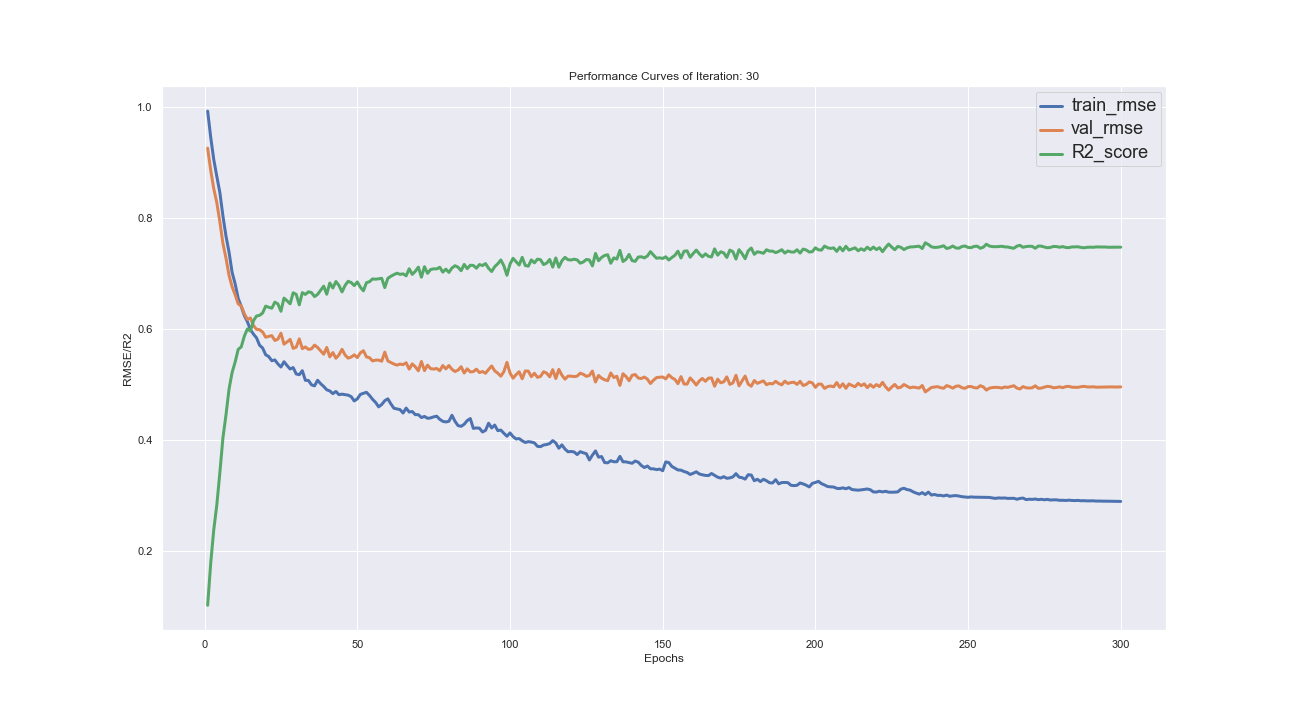 Performance Curves of Iteration: 30
train_rmse
val_rmse
R2_score
1.0
0.8
0.6
0.4
0.2
RMSE/R2
0
50
100
150
200
250
300
Epochs